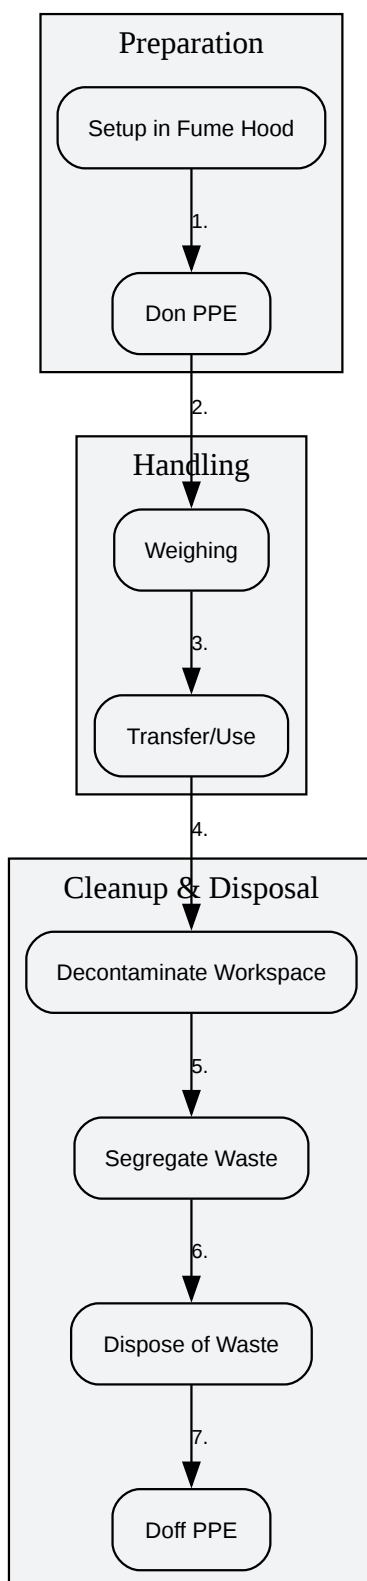 Preparation
Setup in Fume Hood
1.
Don PPE
2.
Handling
Weighing
3.
Transfer/Use
4.
Cleanup & Disposal
Decontaminate Workspace
5.
Segregate Waste
6.
Dispose of Waste
7.
Doff PPE